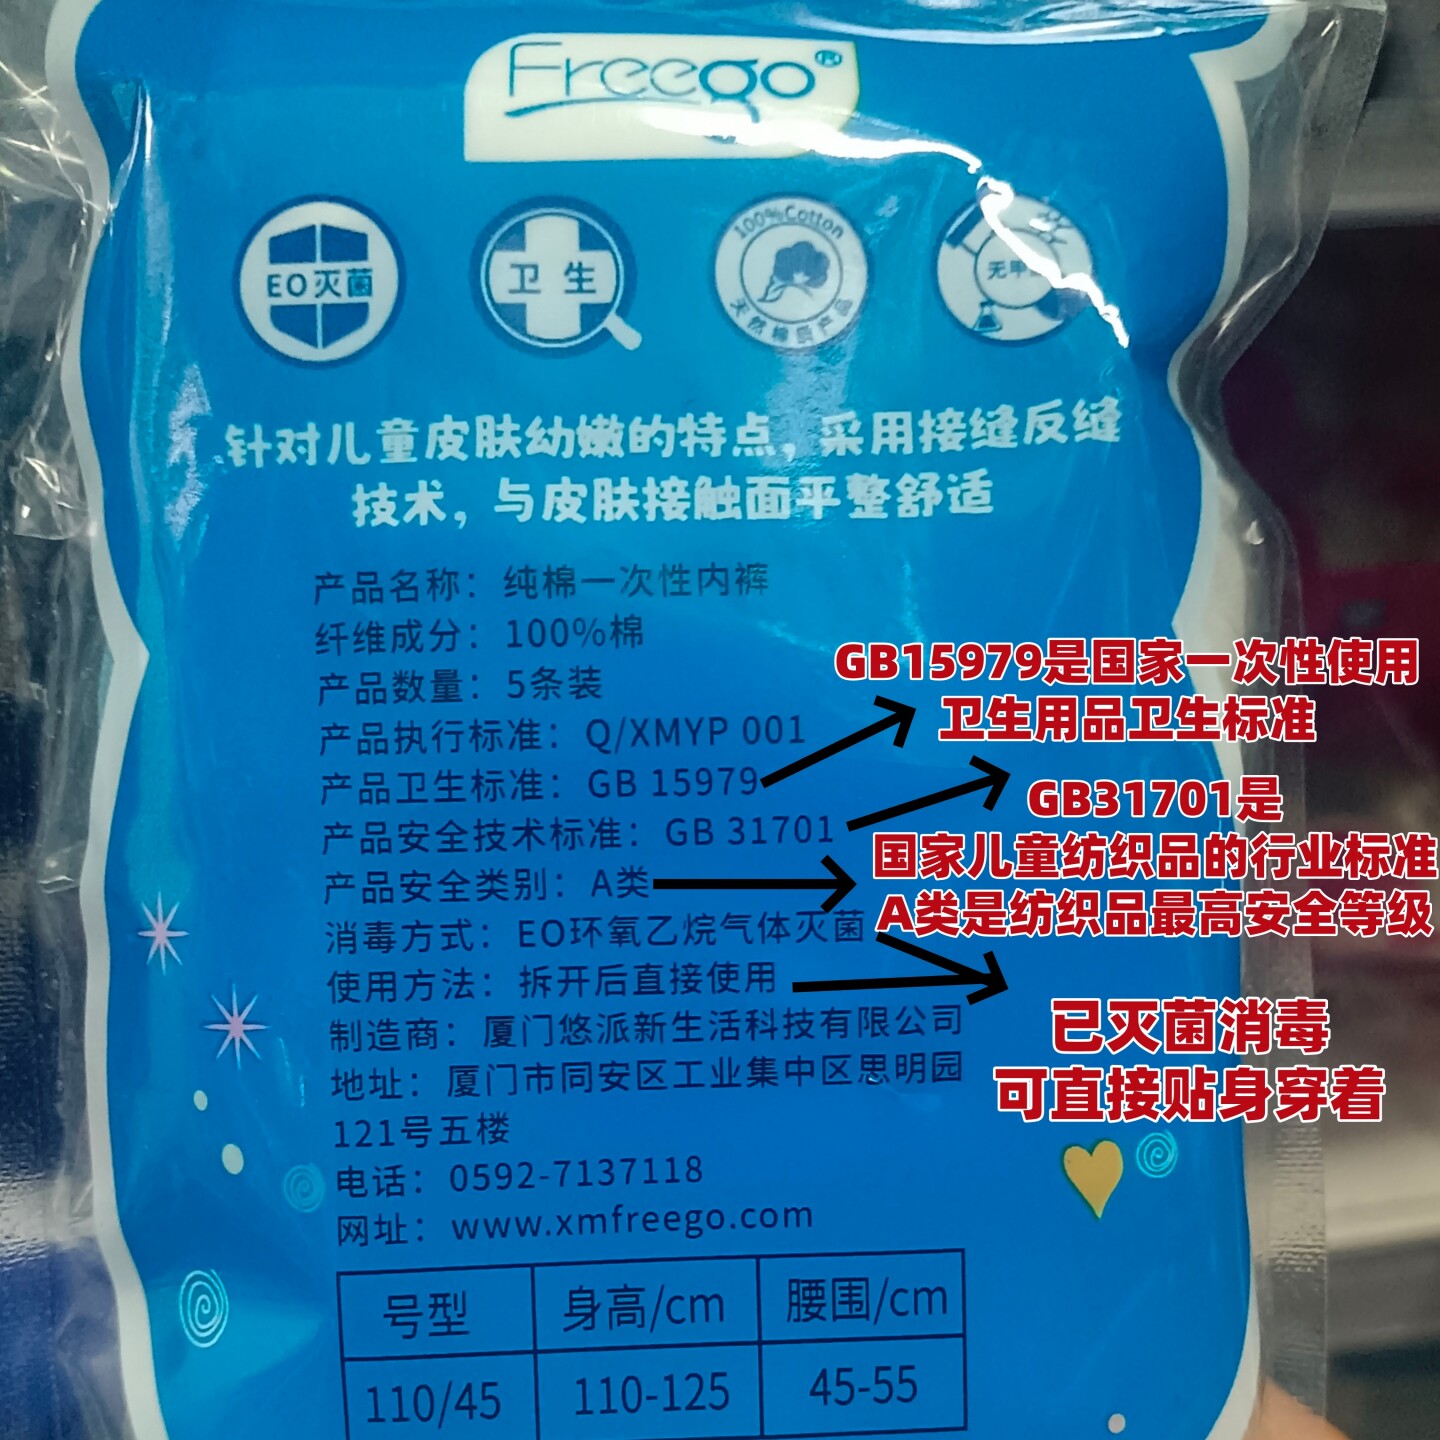 Freego®
EO灭菌
卫生
100%Cotton
天然棉质产品
无甲
针对儿童皮肤幼嫩的特点，采用接缝反缝
技术，与皮肤接触面平整舒适
产品名称：纯棉一次性内裤
纤维成分：100%棉
产品数量：5条装
产品执行标准：Q/XMYP 001
产品卫生标准：GB 15979
产品安全技术标准：GB 31701
产品安全类别：A类
消毒方式：EO环氧乙烷气体灭菌
使用方法：拆开后直接使用
制造商：厦门悠派新生活科技有限公司
地址：厦门市同安区工业集中区思明园
121号五楼
电话：0592-7137118
网址：www.xmfreego.com
号型 身高/cm 腰围/cm
110/45 110-125 45-55
GB15979是国家一次性使用
卫生用品卫生标准
GB31701是
国家儿童纺织品的行业标准
A类是纺织品最高安全等级
已灭菌消毒
可直接贴身穿着